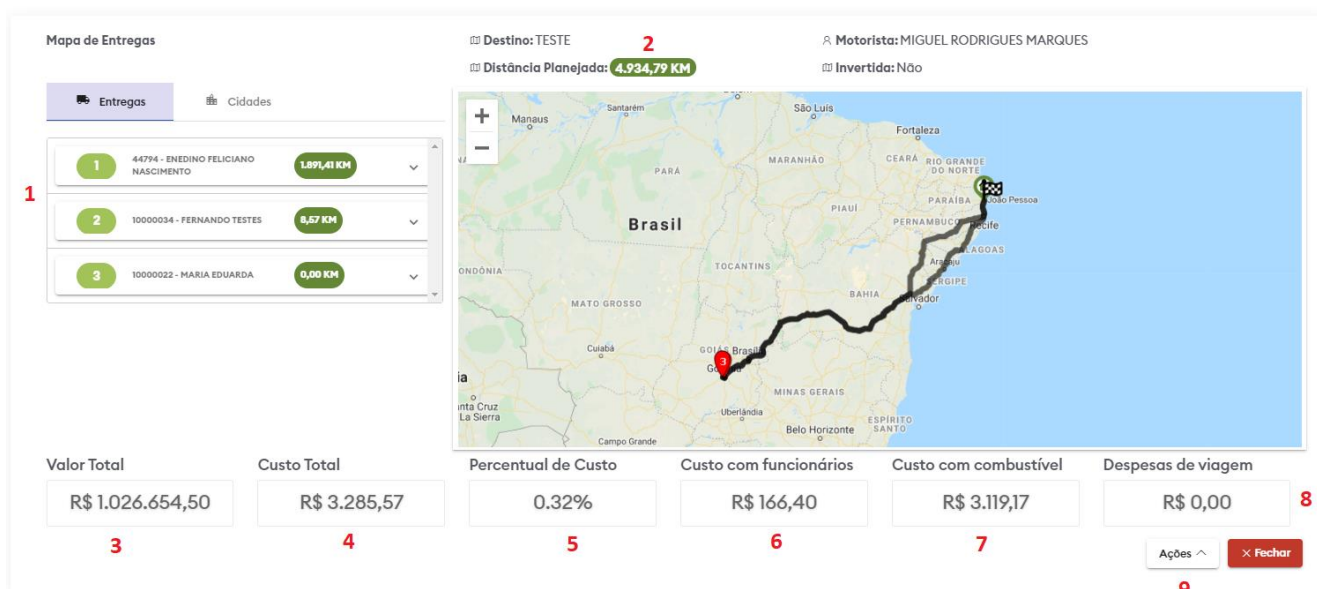 Mapa de Entregas
Destino: TESTE
2
Motorista: MIGUEL RODRIGUES MARQUES
Distância Planejada: 4.934,79 KM
Invertida: Não
Entregas
Cidades
1
1
44794 - ENEDINO FELICIANO
NASCIMENTO
1.891,41 KM
2
10000034 - FERNANDO TESTES
8,57 KM
3
10000022 - MARIA EDUARDA
0,00 KM
+
−
Manaus
Santarém
São Luís
Fortaleza
MARANHÃO
CEARÁ
RIO GRANDE
DO NORTE
PARÁ
PARAÍBA
João Pessoa
PIAUÍ
PERNAMBUCO
Recife
Brasil
ALAGOAS
Aracaju
SERGIPE
TOCANTINS
ONDÔNIA
BAHIA
Salvador
MATO GROSSO
Cuiabá
GOIÁS
3
MINAS GERAIS
anta Cruz
La Sierra
Uberlândia
ESPÍRITO
SANTO
Belo Horizonte
Campo Grande
Valor Total
Custo Total
Percentual de Custo
Custo com funcionários
Custo com combustível
Despesas de viagem
R$ 1.026.654,50
R$ 3.285,57
0.32%
R$ 166,40
R$ 3.119,17
R$ 0,00
8
3
4
5
6
7
Ações
× Fechar
9